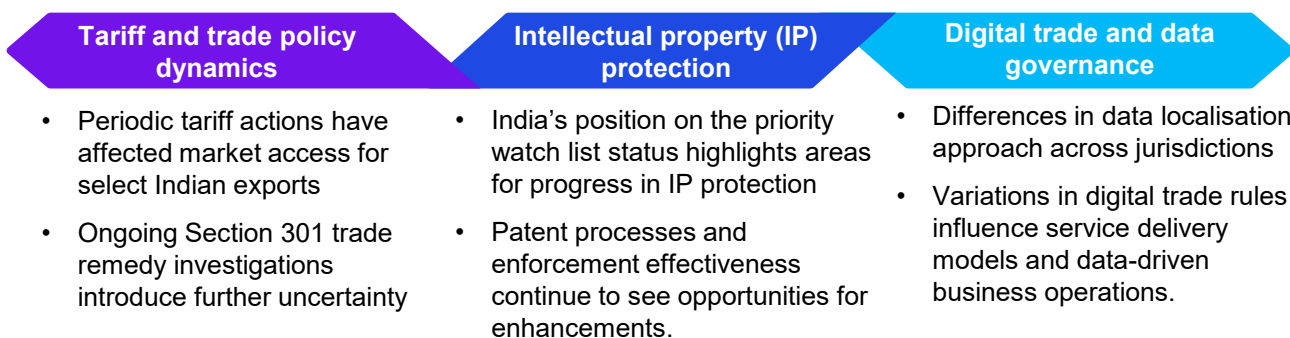 Tariff and trade policy
dynamics
• Periodic tariff actions have
affected market access for
select Indian exports
• Ongoing Section 301 trade
remedy investigations
introduce further uncertainty
Intellectual property (IP)
protection
• India’s position on the priority
watch list status highlights areas
for progress in IP protection
• Patent processes and
enforcement effectiveness
continue to see opportunities for
enhancements.
Digital trade and data
governance
• Differences in data localisation
approach across jurisdictions
• Variations in digital trade rules
influence service delivery
models and data-driven
business operations.